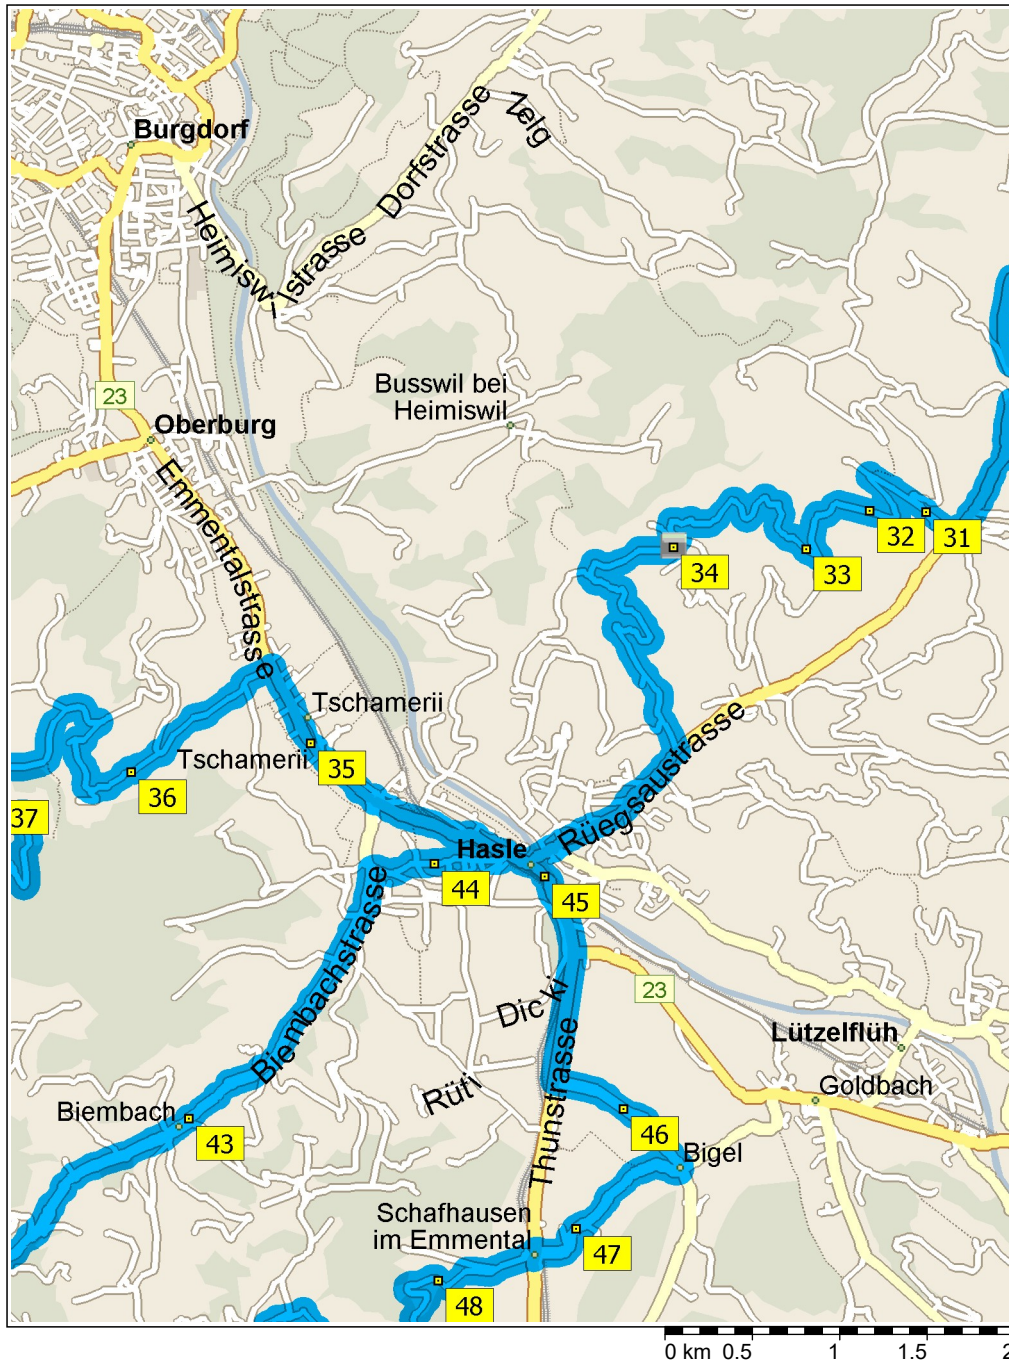 Zelg
Dorfstrasse
Burgdorf
Heimiswilstrasse
Busswil bei
Heimiswil
23
Oberburg
Emmentalstrasse
32
31
34
33
Tschamerii
Tschamerii
35
36
37
Rüegsaustrasse
Hasle
44
45
Biembachstrasse
Dicki
23
Lützelflüh
Thunstrasse
Goldbach
Rüti
Biembach
43
46
Bigel
Schafhausen
im Emmental
47
48
0 km 0.5 1 1.5 2